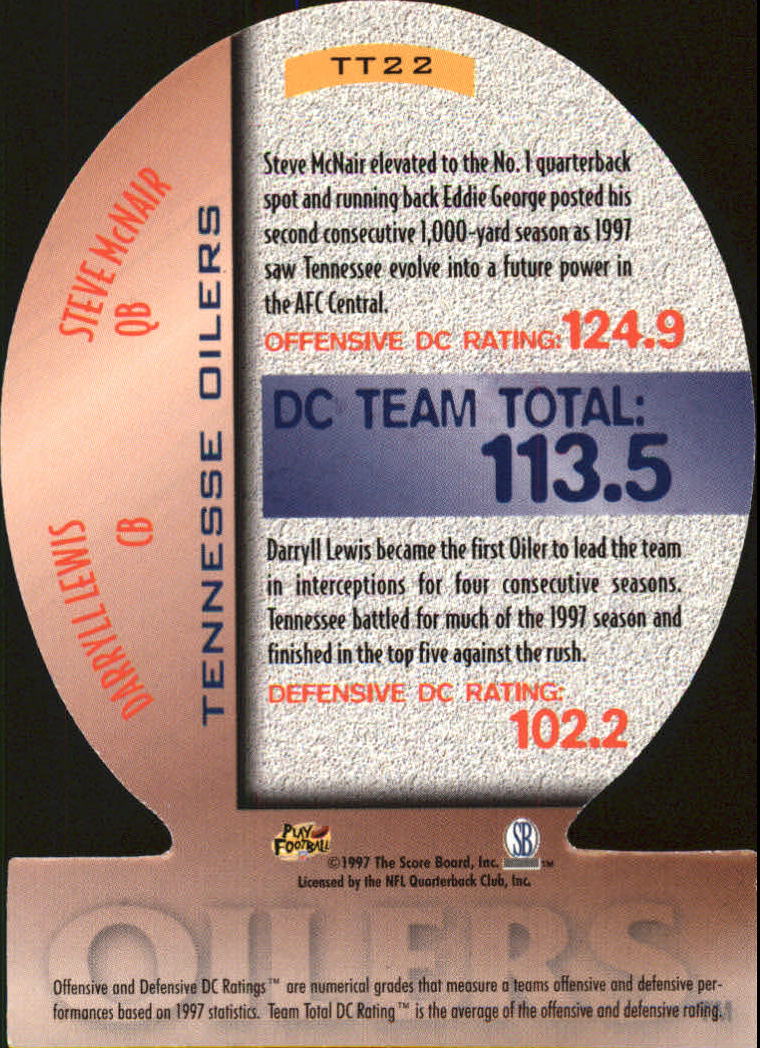 TT22
Steve McNair elevated to the No. 1 quarterback
spot and running back Eddie George posted his
second consecutive 1,000-yard season as 1997
saw Tennessee evolve into a future power in
the AFC Central.
OFFENSIVE DC RATING: 124.9
DC TEAM TOTAL:
113.5
Darryll Lewis became the first Oiler to lead the team
in interceptions for four consecutive seasons.
Tennessee battled for much of the 1997 season and
finished in the top five against the rush.
DEFENSIVE DC RATING:
102.2
STEVE McNAIR
QB
DARRYLL LEWIS
CB
TENNESSE OILERS
PLAY
FOOTBALL
SB
™
©1997 The Score Board, Inc.
Licensed by the NFL Quarterback Club, Inc.
OILERS
TM
Offensive and Defensive DC Ratings™ are numerical grades that measure a teams offensive and defensive per-
formances based on 1997 statistics. Team Total DC Rating™ is the average of the offensive and defensive rating.